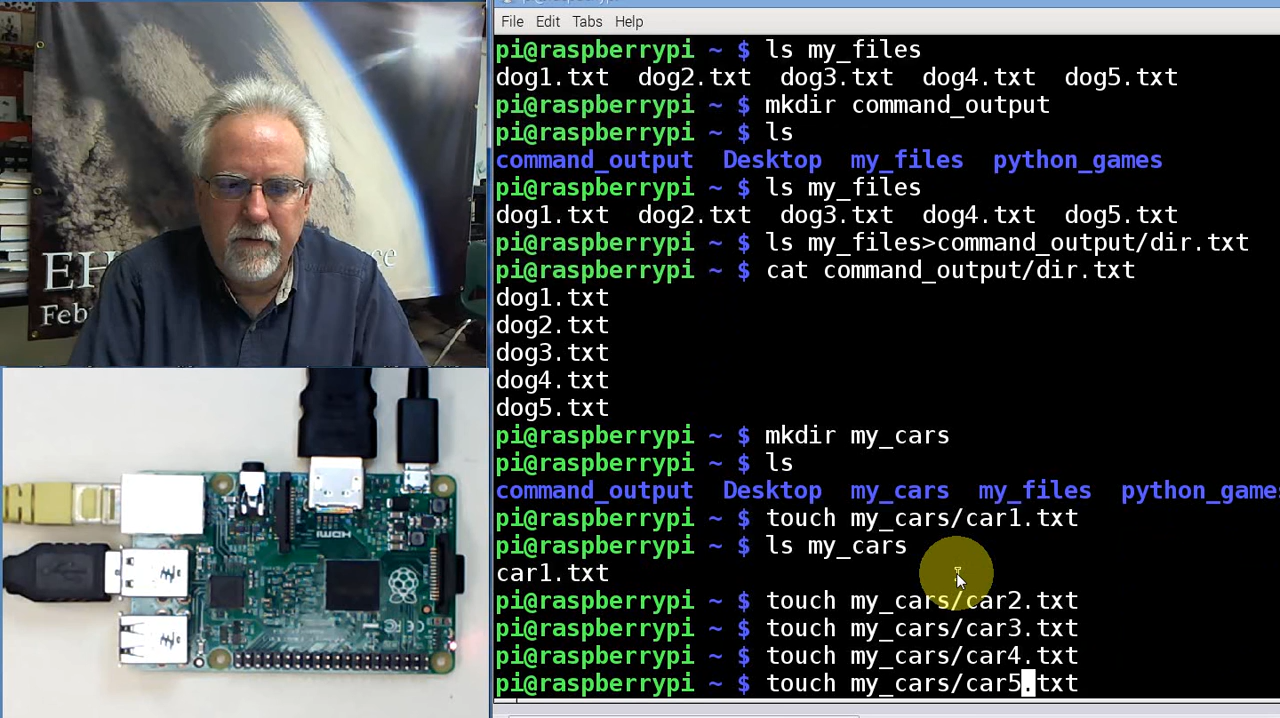 File Edit Tabs Help
pi@raspberrypi ~ $ ls my_files
dog1.txt dog2.txt dog3.txt dog4.txt dog5.txt
pi@raspberrypi ~ $ mkdir command_output
pi@raspberrypi ~ $ ls
command_output Desktop my_files python_games
pi@raspberrypi ~ $ ls my_files
dog1.txt dog2.txt dog3.txt dog4.txt dog5.txt
pi@raspberrypi ~ $ ls my_files>command_output/dir.txt
pi@raspberrypi ~ $ cat command_output/dir.txt
dog1.txt
dog2.txt
dog3.txt
dog4.txt
dog5.txt
pi@raspberrypi ~ $ mkdir my_cars
pi@raspberrypi ~ $ ls
command_output Desktop my_cars my_files python_game
pi@raspberrypi ~ $ touch my_cars/car1.txt
pi@raspberrypi ~ $ ls my_cars
car1.txt
pi@raspberrypi ~ $ touch my_cars/car2.txt
pi@raspberrypi ~ $ touch my_cars/car3.txt
pi@raspberrypi ~ $ touch my_cars/car4.txt
pi@raspberrypi ~ $ touch my_cars/car5.txt
EH
Feb
HDMI